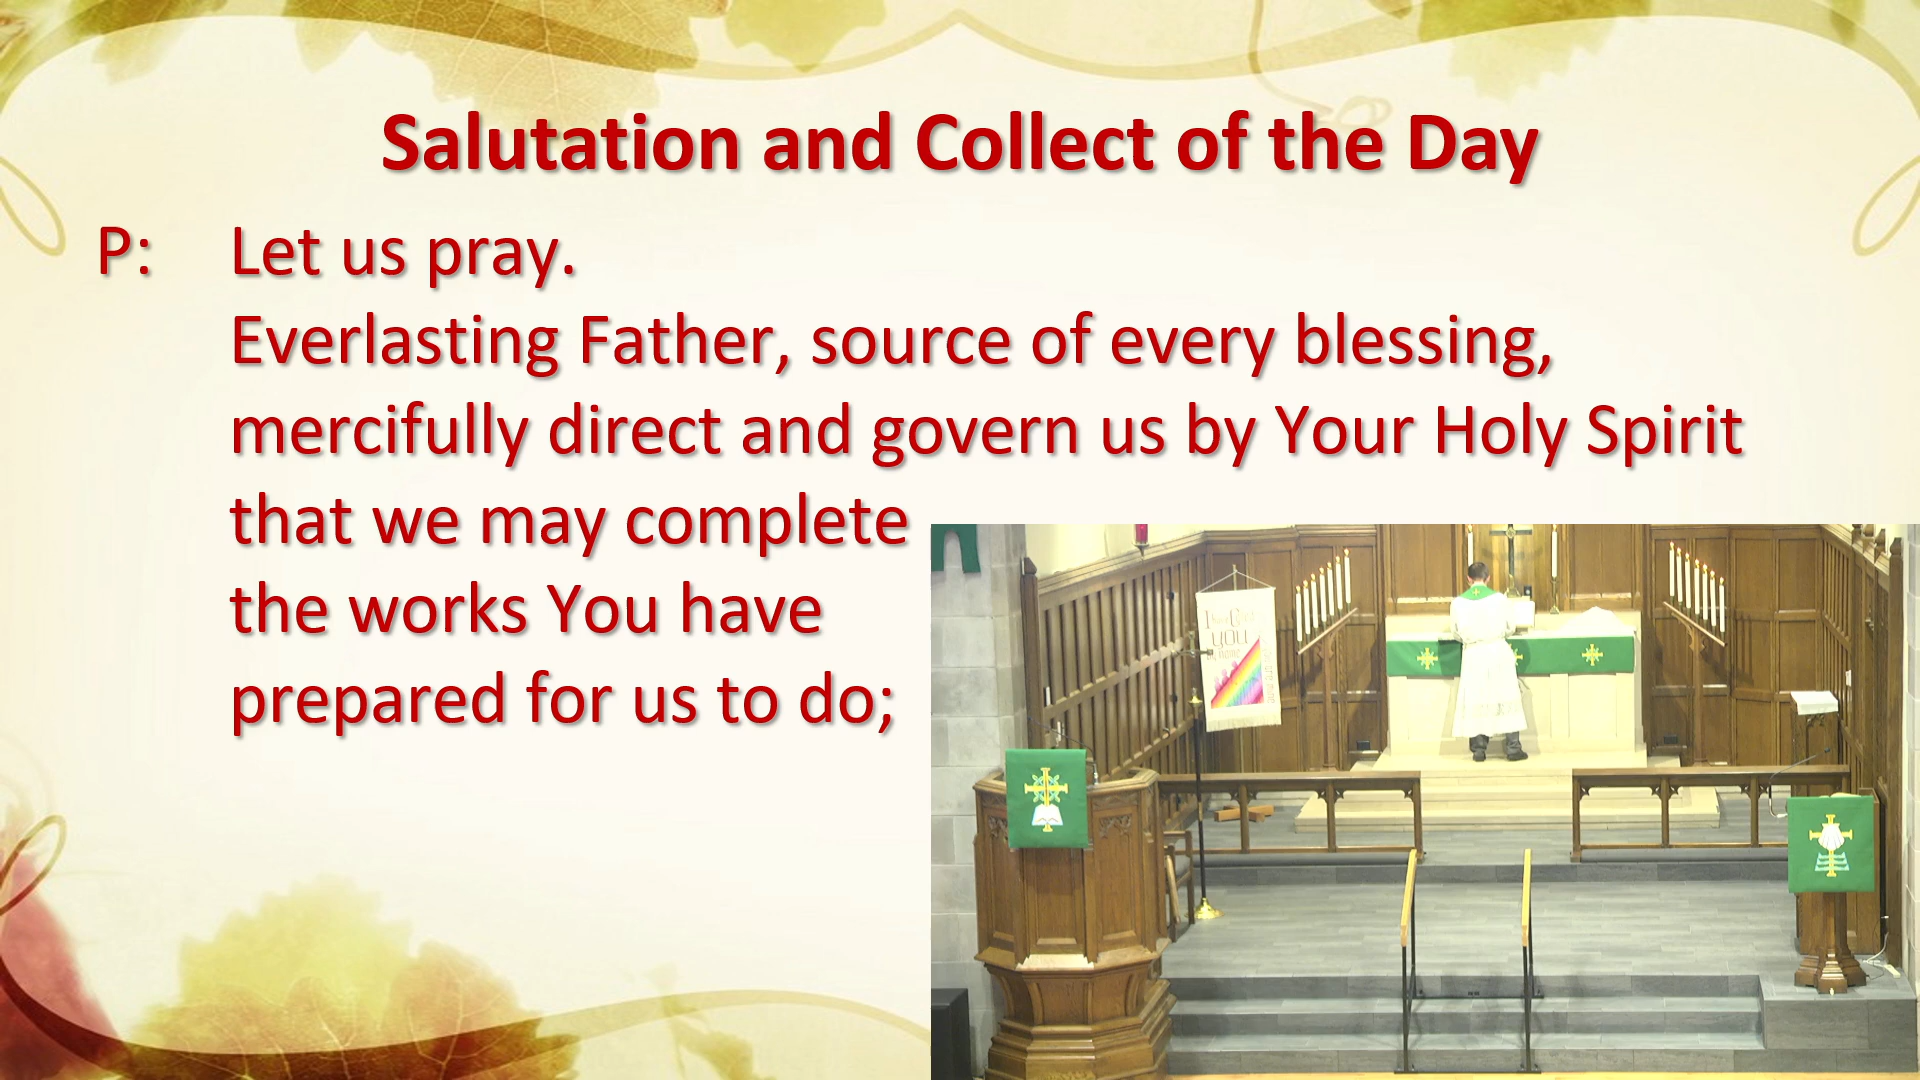 Salutation and Collect of the Day
P: Let us pray.
Everlasting Father, source of every blessing,
mercifully direct and govern us by Your Holy Spirit
that we may complete
the works You have
prepared for us to do;
YOU